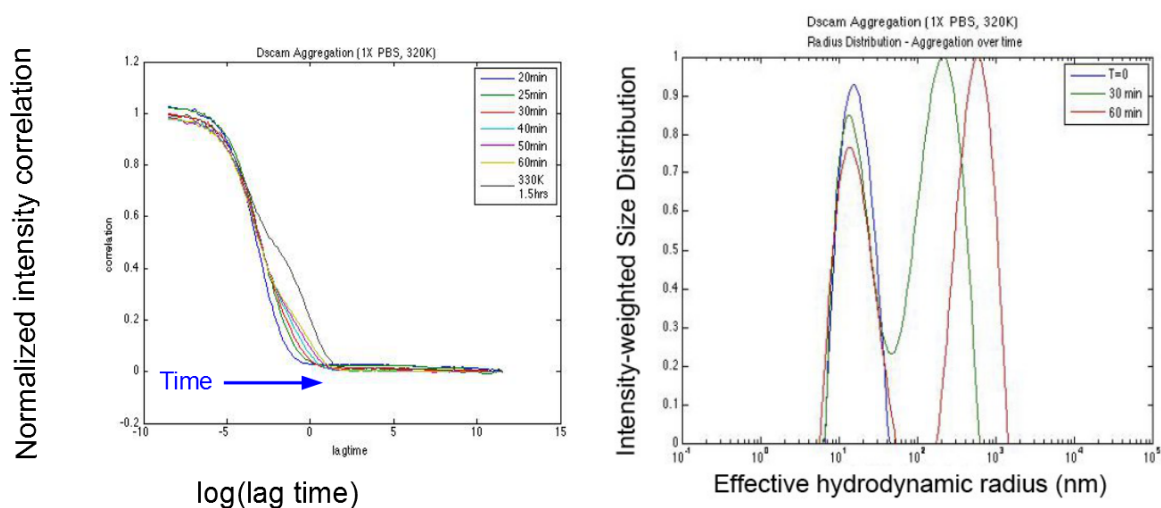 Normalized intensity correlation
Dscam Aggregation (1X PBS, 320K)
correlation
1.2
1
0.8
0.6
0.4
0.2
0
-0.2
20min
25min
30min
40min
50min
60min
330K
1.5hrs
Time
-10
-5
0
5
10
15
lagtime
log(lag time)
Dscam Aggregation (1X PBS, 320K)
Radius Distribution - Aggregation over time
Intensity-weighted Size Distribution
1
0.9
0.8
0.7
0.6
0.5
0.4
0.3
0.2
0.1
0
T=0
30 min
60 min
10-1
100
101
102
103
104
105
Effective hydrodynamic radius (nm)